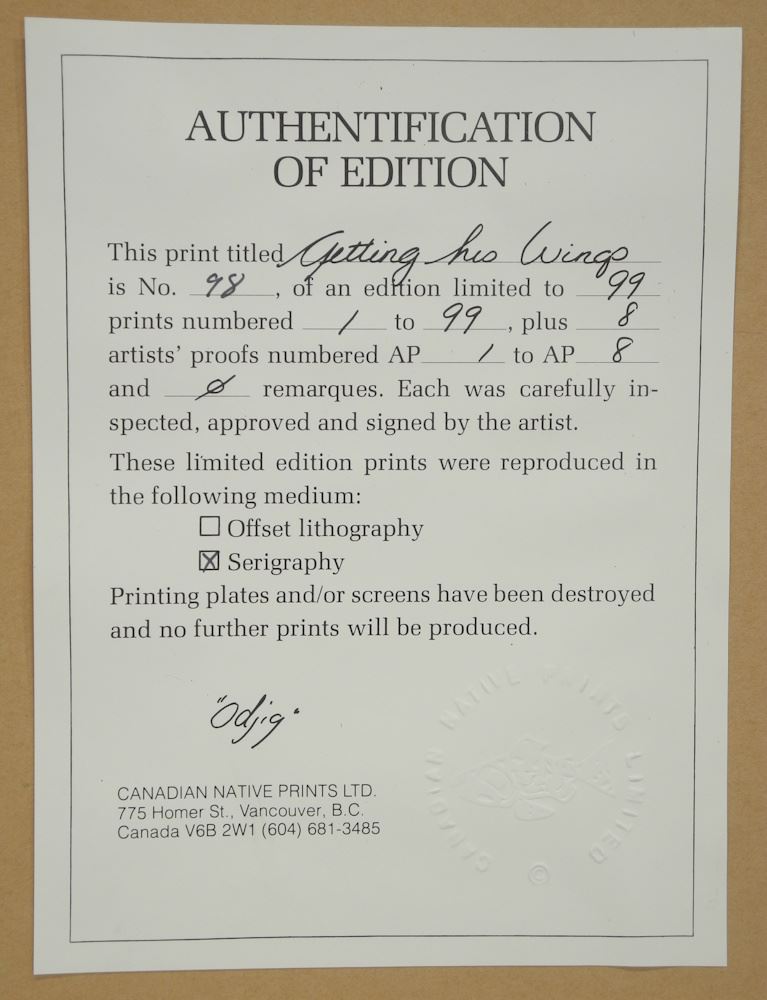 AUTHENTIFICATION
OF EDITION
This print titled Getting his Wings
is No. 98, of an edition limited to 99
prints numbered 1 to 99, plus 8
artists' proofs numbered AP 1 to AP 8
and ø remarques. Each was carefully in-
spected, approved and signed by the artist.
These limited edition prints were reproduced in
the following medium:
☐ Offset lithography
☒ Serigraphy
Printing plates and/or screens have been destroyed
and no further prints will be produced.
"Odjig"
CANADIAN NATIVE PRINTS LIMITED
©
CANADIAN NATIVE PRINTS LTD.
775 Homer St., Vancouver, B.C.
Canada V6B 2W1 (604) 681-3485